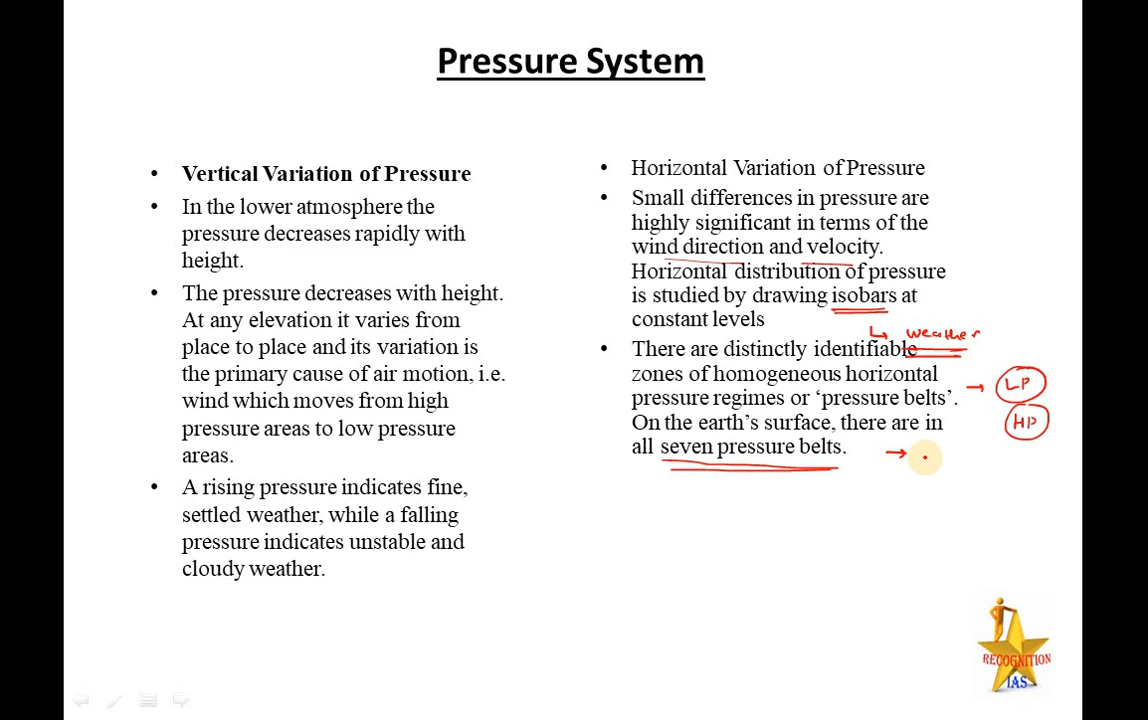 Pressure System
• Vertical Variation of Pressure
• In the lower atmosphere the
pressure decreases rapidly with
height.
• The pressure decreases with height.
At any elevation it varies from
place to place and its variation is
the primary cause of air motion, i.e.
wind which moves from high
pressure areas to low pressure
areas.
• A rising pressure indicates fine,
settled weather, while a falling
pressure indicates unstable and
cloudy weather.
• Horizontal Variation of Pressure
• Small differences in pressure are
highly significant in terms of the
wind direction and velocity.
Horizontal distribution of pressure
is studied by drawing isobars at
constant levels
weather
• There are distinctly identifiable
zones of homogeneous horizontal
pressure regimes or ‘pressure belts’.
On the earth’s surface, there are in
all seven pressure belts.
LP
HP
RECOGNITION
IAS